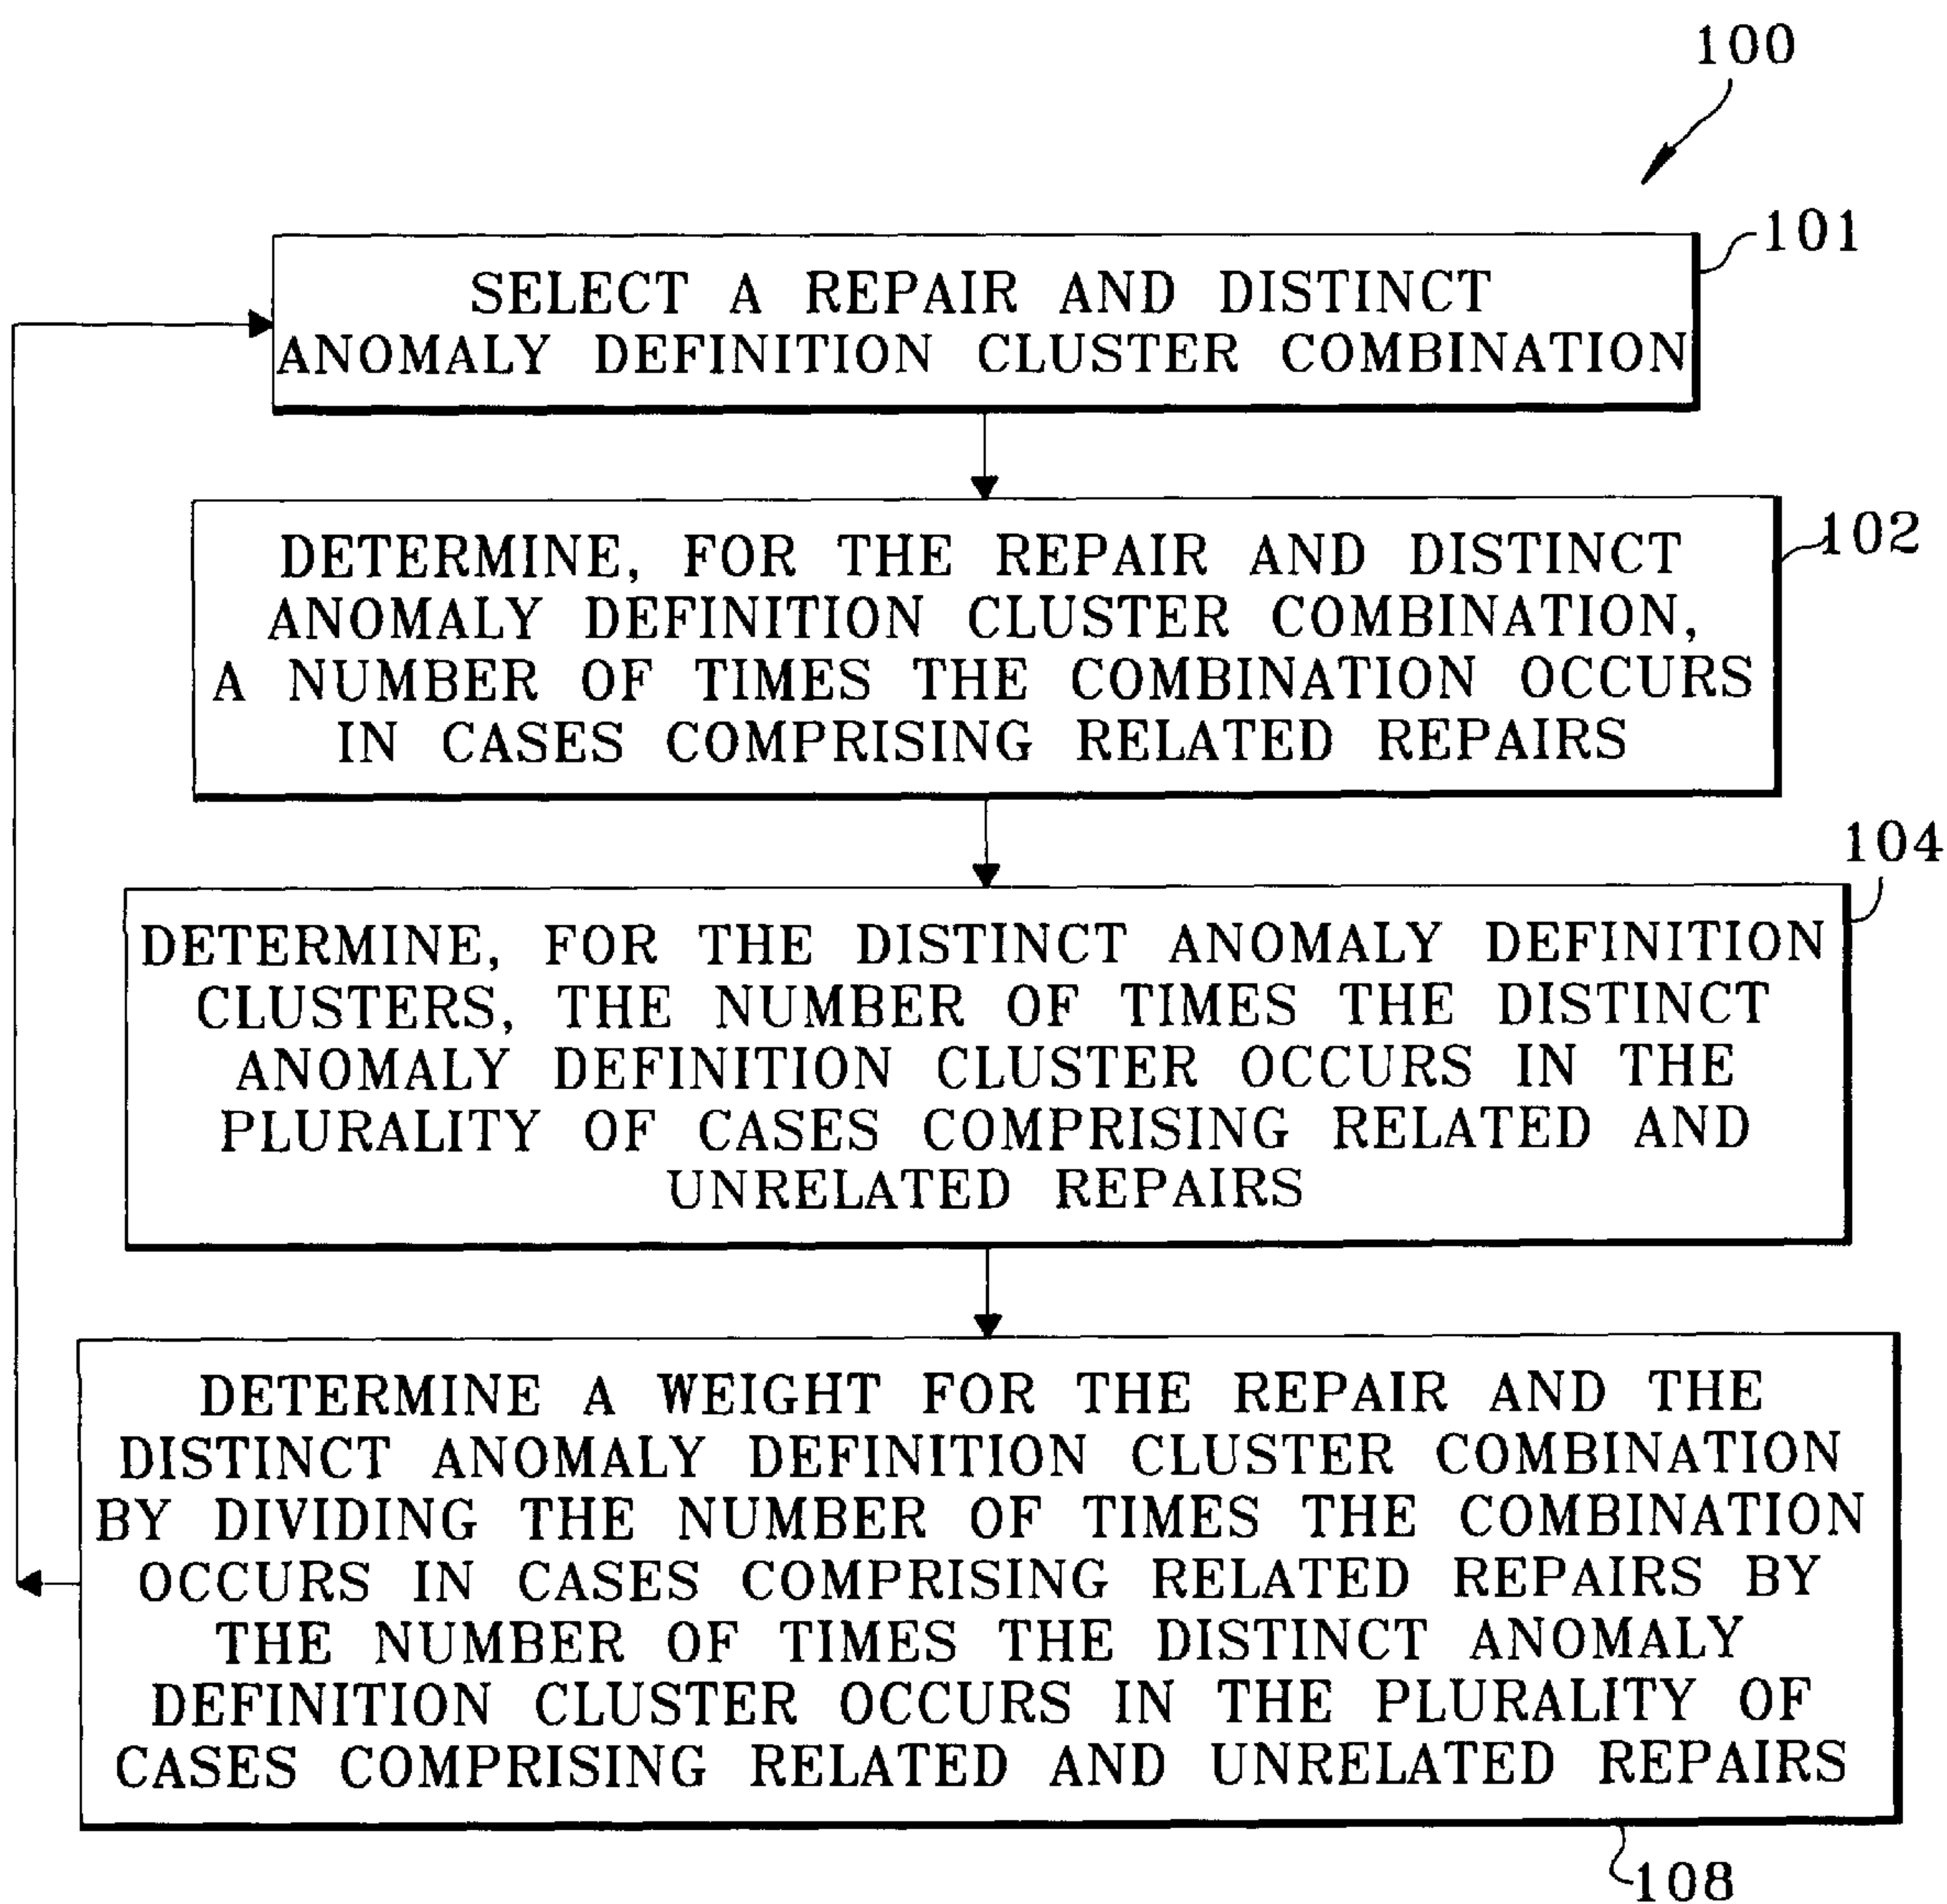 100
101
SELECT A REPAIR AND DISTINCT
ANOMALY DEFINITION CLUSTER COMBINATION
102
DETERMINE, FOR THE REPAIR AND DISTINCT
ANOMALY DEFINITION CLUSTER COMBINATION,
A NUMBER OF TIMES THE COMBINATION OCCURS
IN CASES COMPRISING RELATED REPAIRS
104
DETERMINE, FOR THE DISTINCT ANOMALY DEFINITION
CLUSTERS, THE NUMBER OF TIMES THE DISTINCT
ANOMALY DEFINITION CLUSTER OCCURS IN THE
PLURALITY OF CASES COMPRISING RELATED AND
UNRELATED REPAIRS
DETERMINE A WEIGHT FOR THE REPAIR AND THE
DISTINCT ANOMALY DEFINITION CLUSTER COMBINATION
BY DIVIDING THE NUMBER OF TIMES THE COMBINATION
OCCURS IN CASES COMPRISING RELATED REPAIRS BY
THE NUMBER OF TIMES THE DISTINCT ANOMALY
DEFINITION CLUSTER OCCURS IN THE PLURALITY OF
CASES COMPRISING RELATED AND UNRELATED REPAIRS
108